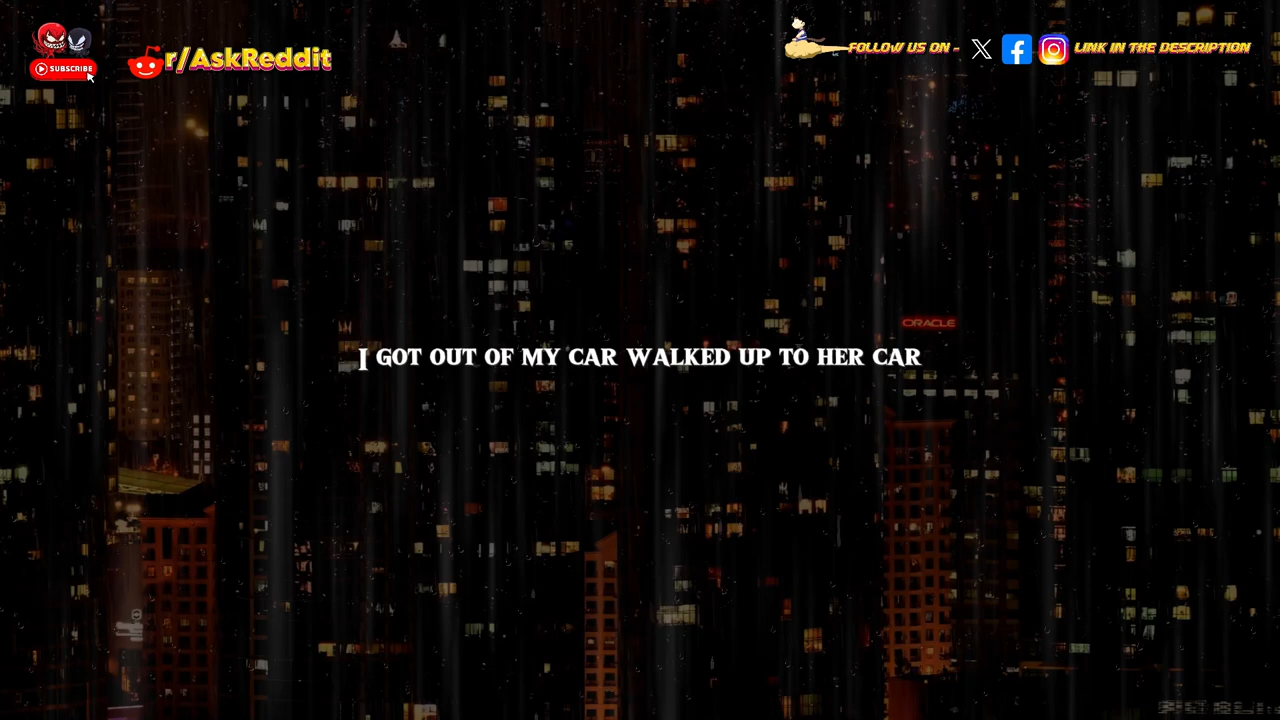 SUBSCRIBE
r/AskReddit
FOLLOW US ON -
LINK IN THE DESCRIPTION
ORACLE
I GOT OUT OF MY CAR WALKED UP TO HER CAR